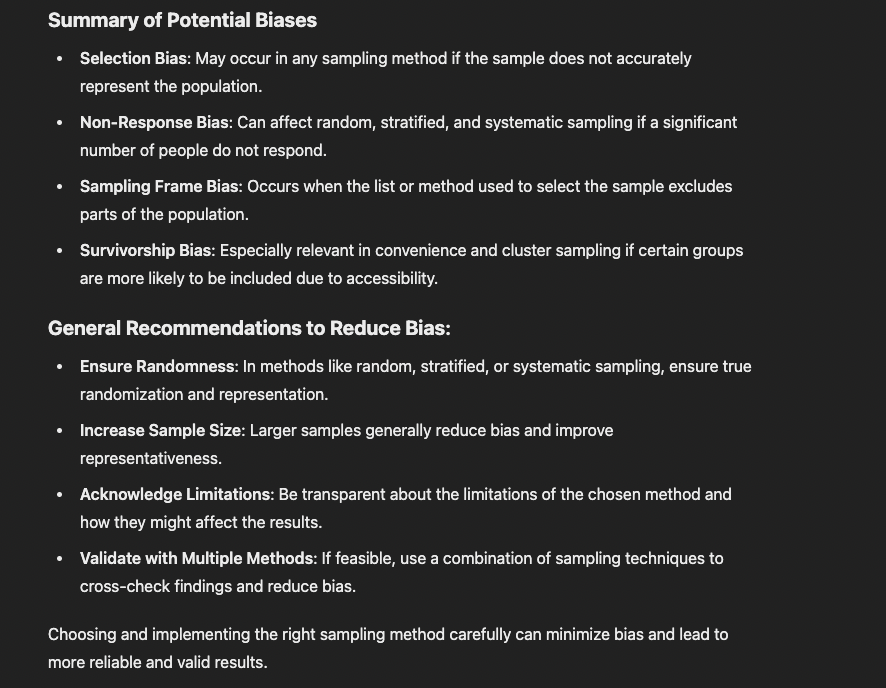 Summary of Potential Biases
• Selection Bias: May occur in any sampling method if the sample does not accurately
represent the population.
• Non-Response Bias: Can affect random, stratified, and systematic sampling if a significant
number of people do not respond.
• Sampling Frame Bias: Occurs when the list or method used to select the sample excludes
parts of the population.
• Survivorship Bias: Especially relevant in convenience and cluster sampling if certain groups
are more likely to be included due to accessibility.
General Recommendations to Reduce Bias:
• Ensure Randomness: In methods like random, stratified, or systematic sampling, ensure true
randomization and representation.
• Increase Sample Size: Larger samples generally reduce bias and improve
representativeness.
• Acknowledge Limitations: Be transparent about the limitations of the chosen method and
how they might affect the results.
• Validate with Multiple Methods: If feasible, use a combination of sampling techniques to
cross-check findings and reduce bias.
Choosing and implementing the right sampling method carefully can minimize bias and lead to
more reliable and valid results.